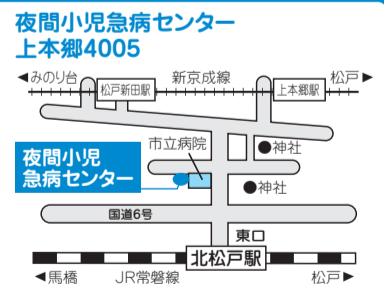 夜間小児急病センター
上本郷4005
◀みのり台 新京成線 松戸▶
松戸新田駅
上本郷駅
市立病院
●神社
夜間小児
急病センター
●神社
国道6号
東口
北松戸駅
◀馬橋 JR常磐線 松戸▶